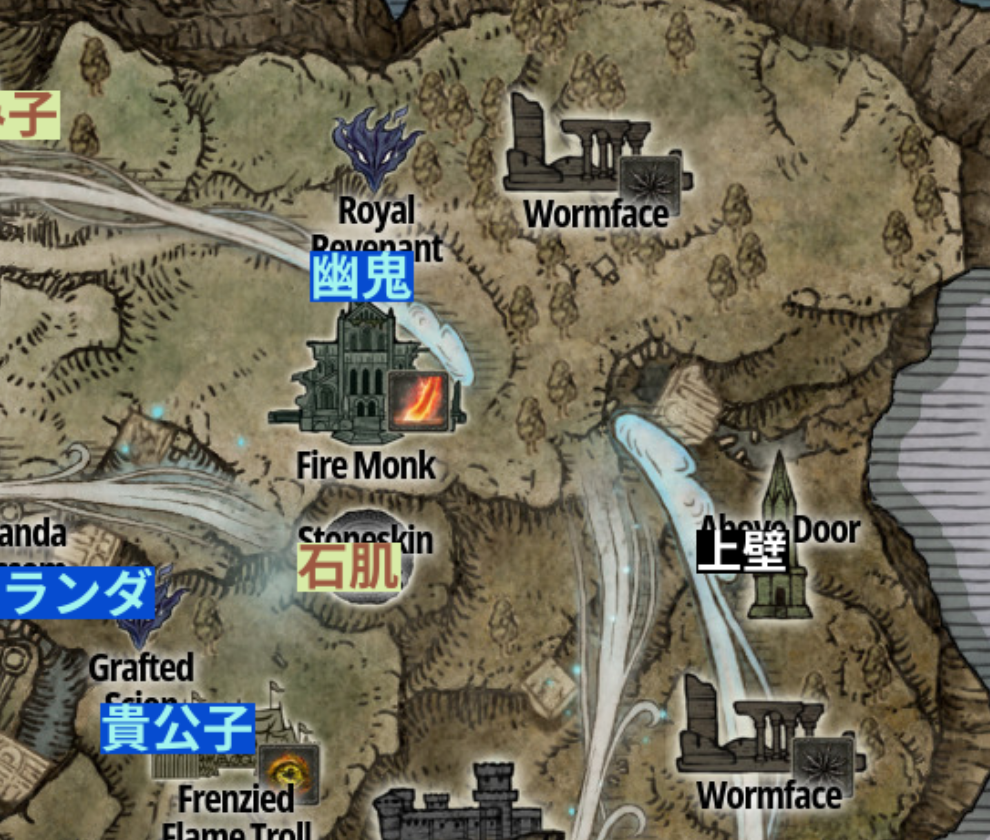 み子
Royal
Revenant
幽鬼
Wormface
Fire Monk
Stoneskin
石肌
Above Door
上壁
anda
ランダ
Grafted
Scion
貴公子
Wormface
Frenzied
Flame Troll